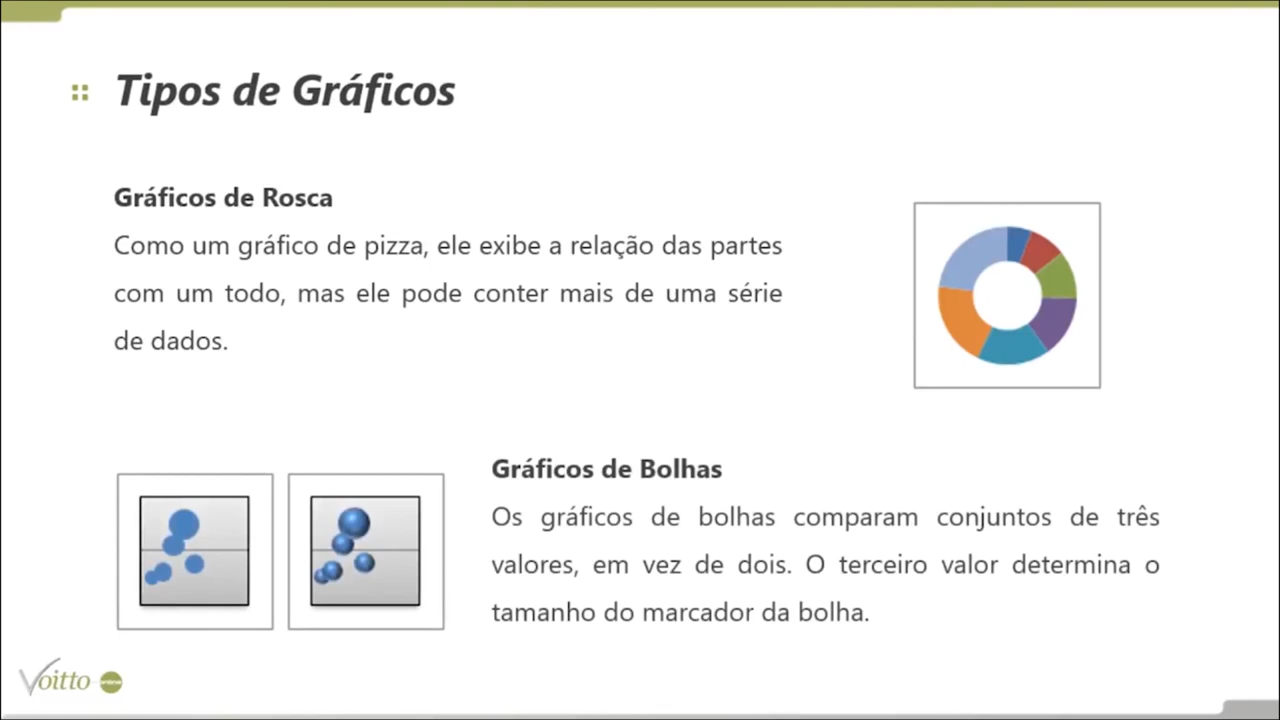 Tipos de Gráficos
Gráficos de Rosca
Como um gráfico de pizza, ele exibe a relação das partes
com um todo, mas ele pode conter mais de uma série
de dados.
Gráficos de Bolhas
Os gráficos de bolhas comparam conjuntos de três
valores, em vez de dois. O terceiro valor determina o
tamanho do marcador da bolha.
Voitto